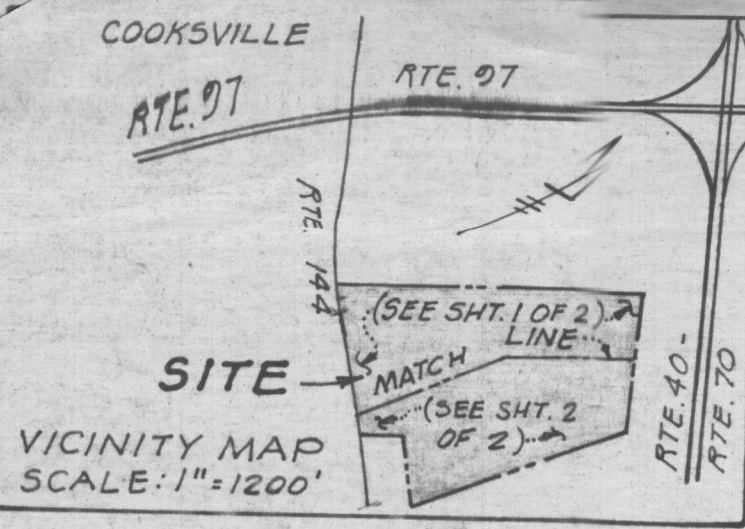 COOKSVILLE
RTE. 97
RTE. 97
RTE. 144
(SEE SHT. 1 OF 2)
LINE
MATCH
SITE
(SEE SHT. 2
OF 2)
VICINITY MAP
SCALE: 1"=1200'
RTE. 40-
RTE. 70